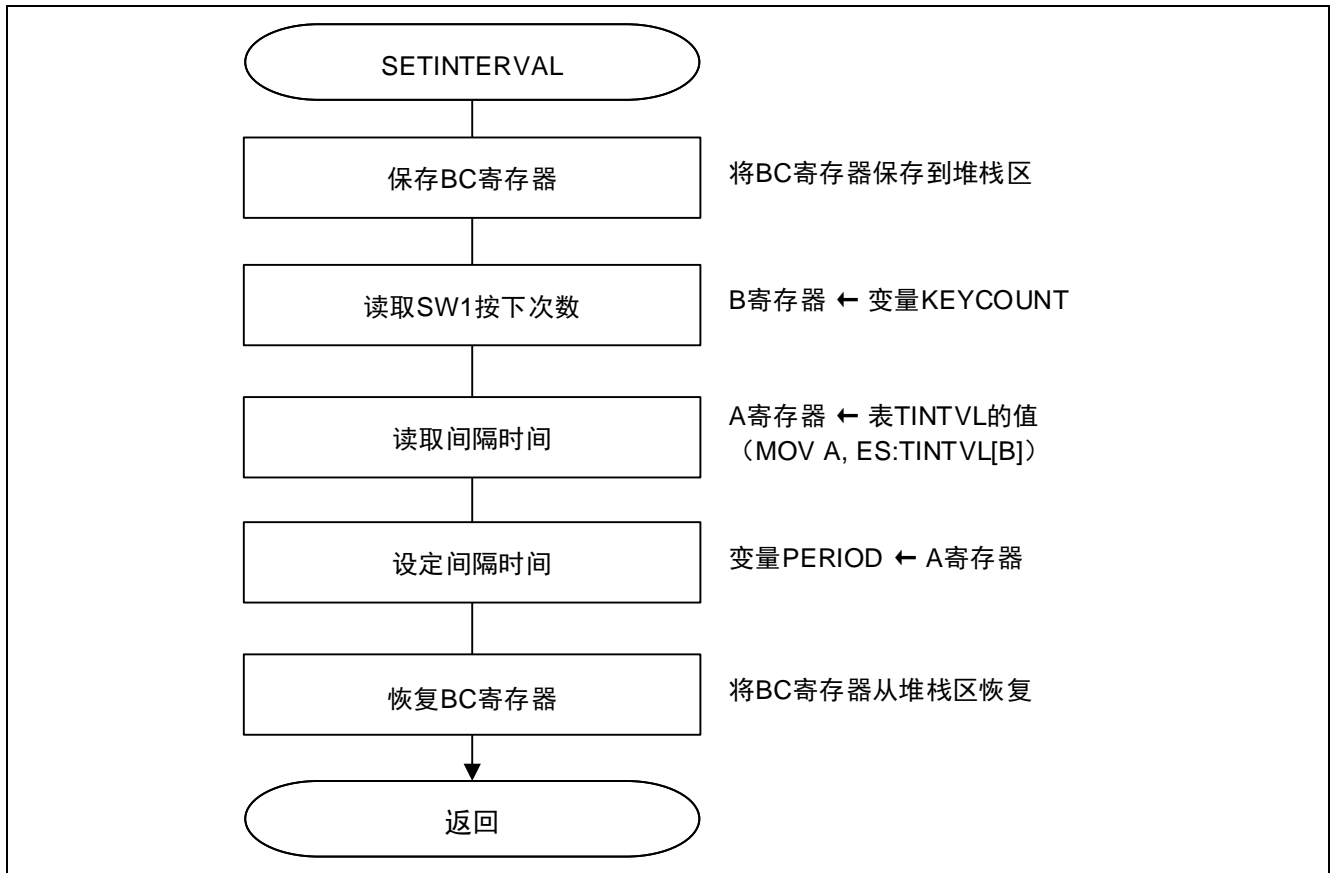 SETINTERVAL
保存BC寄存器
将BC寄存器保存到堆栈区
读取SW1按下次数
B寄存器 ← 变量KEYCOUNT
读取间隔时间
A寄存器 ← 表TINTVL的值
（MOV A, ES:TINTVL[B]）
设定间隔时间
变量PERIOD ← A寄存器
恢复BC寄存器
将BC寄存器从堆栈区恢复
返回